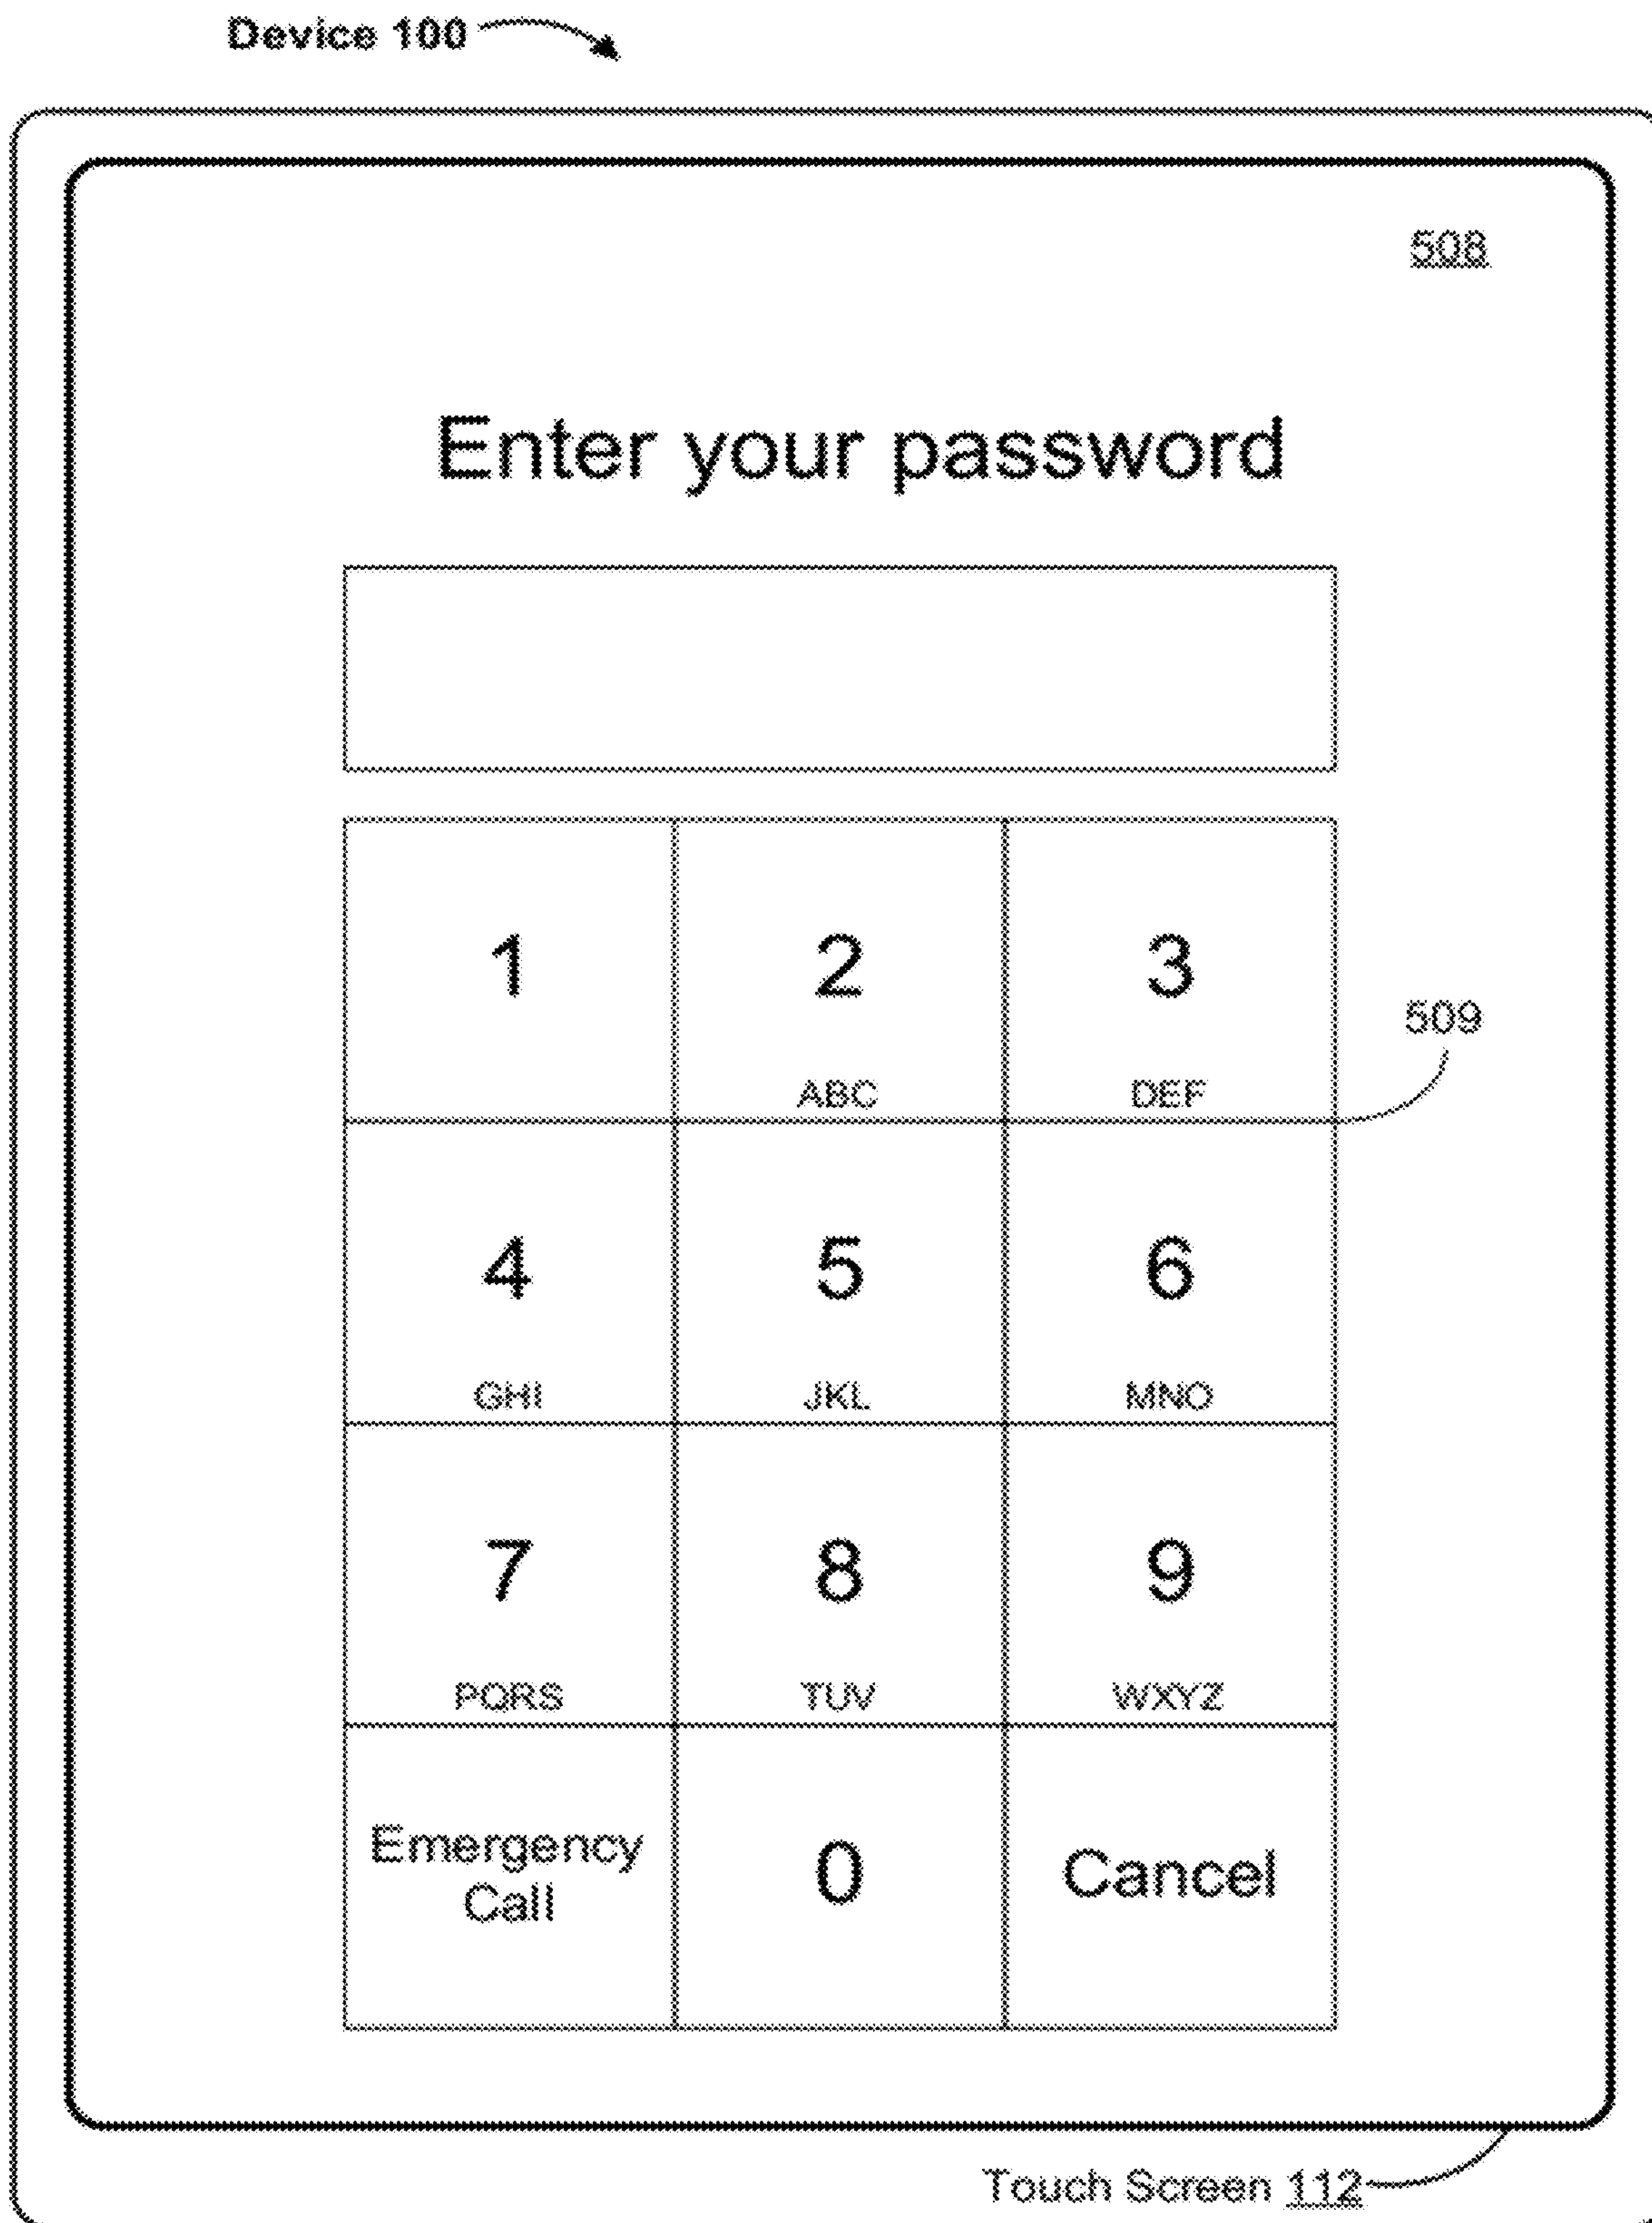 Device 100
508
Enter your password
1 2 3
509
ABC DEF
4 5 6
GHI JKL MNO
7 8 9
PQRS TUV WXYZ
Emergency
Call
0
Cancel
Touch Screen 112